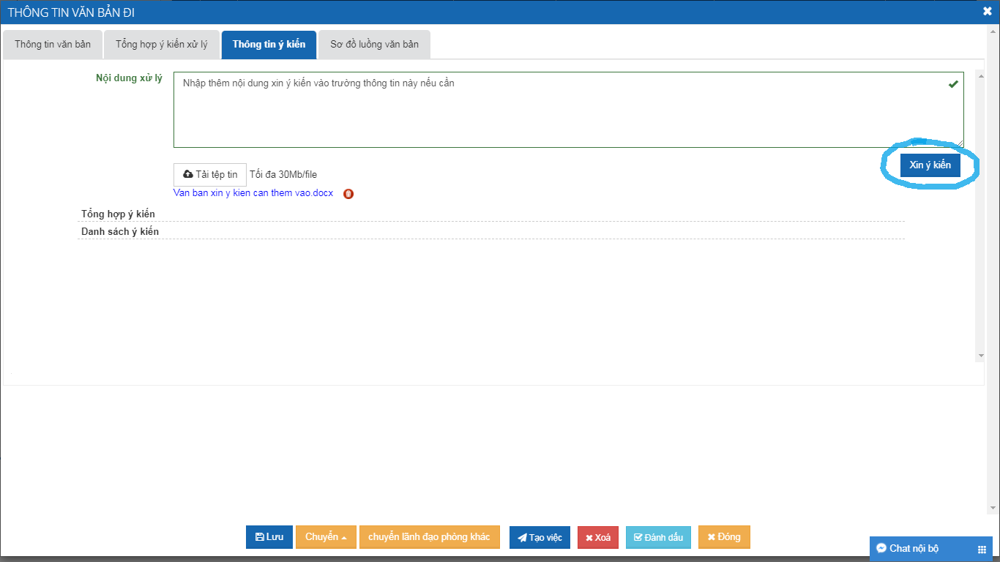 THÔNG TIN VĂN BẢN ĐI
Thông tin văn bản Tổng hợp ý kiến xử lý Thông tin ý kiến Sơ đồ luồng văn bản
Nội dung xử lý
Nhập thêm nội dung xin ý kiến vào trường thông tin này nếu cần
Xin ý kiến
Tải tệp tin Tối đa 30Mb/file
Van ban xin y kien can them vao.docx
Tổng hợp ý kiến
Danh sách ý kiến
Lưu Chuyển chuyển lãnh đạo phòng khác Tạo việc Xoá Đánh dấu Đóng
Chat nội bộ